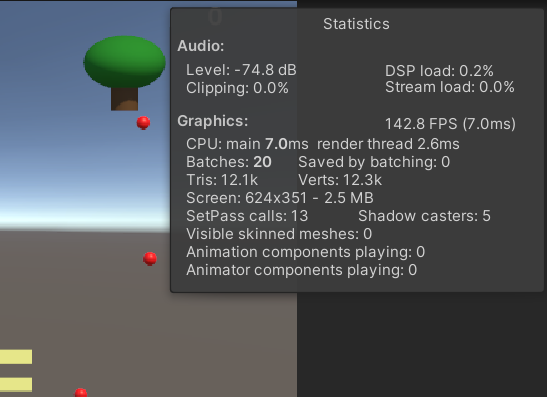 0
Statistics
Audio:
Level: -74.8 dB DSP load: 0.2%
Clipping: 0.0% Stream load: 0.0%
Graphics: 142.8 FPS (7.0ms)
CPU: main 7.0ms render thread 2.6ms
Batches: 20 Saved by batching: 0
Tris: 12.1k Verts: 12.3k
Screen: 624x351 - 2.5 MB
SetPass calls: 13 Shadow casters: 5
Visible skinned meshes: 0
Animation components playing: 0
Animator components playing: 0